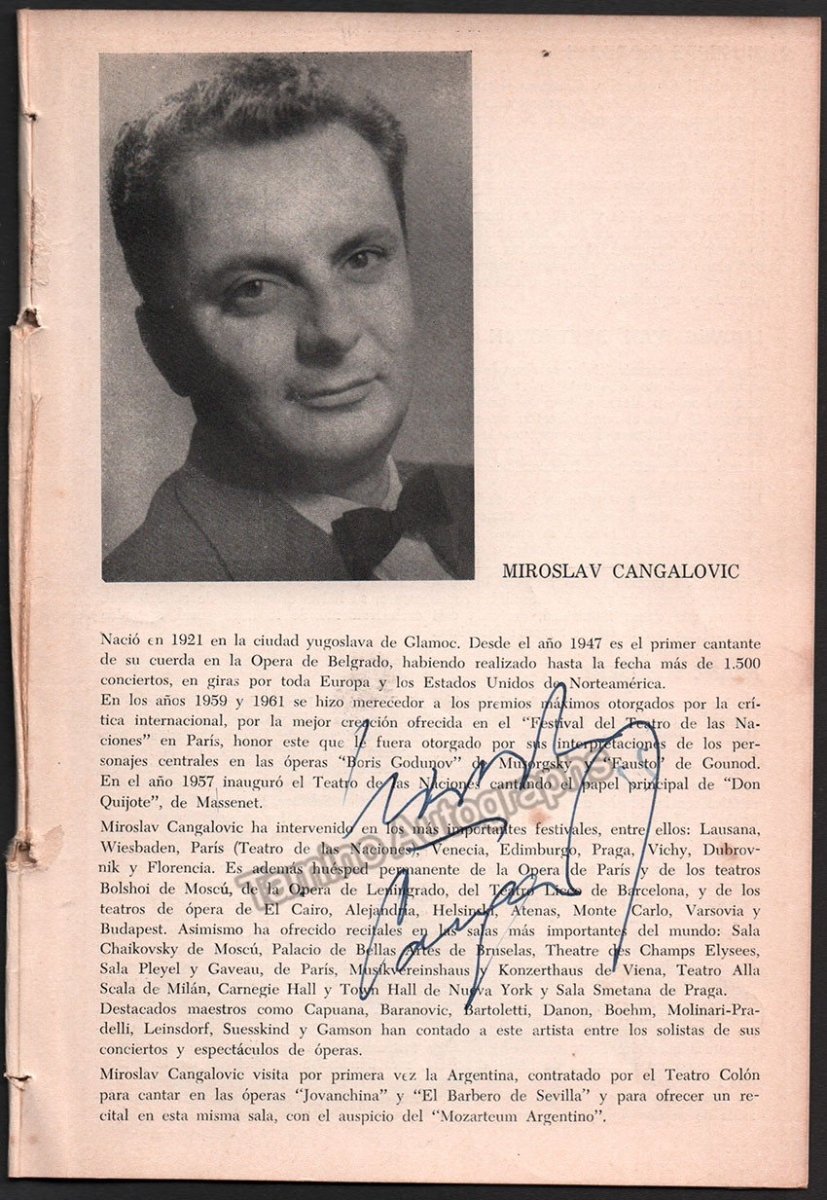 MIROSLAV CANGALOVIC
Nació en 1921 en la ciudad yugoslava de Glamoc. Desde el año 1947 es el primer cantante
de su cuerda en la Opera de Belgrado, habiendo realizado hasta la fecha más de 1.500
conciertos, en giras por toda Europa y los Estados Unidos de Norteamérica.
En los años 1959 y 1961 se hizo merecedor a los premios máximos otorgados por la crí-
tica internacional, por la mejor creación ofrecida en el "Festival del Teatro de las Na-
ciones" en París, honor este que le fuera otorgado por sus interpretaciones de los per-
sonajes centrales en las óperas "Boris Godunov" de Musorgsky y "Fausto" de Gounod.
En el año 1957 inauguró el Teatro de las Naciones cantando el papel principal de "Don
Quijote", de Massenet.
Miroslav Cangalovic ha intervenido en los más importantes festivales, entre ellos: Lausana,
Wiesbaden, París (Teatro de las Naciones), Venecia, Edimburgo, Praga, Vichy, Dubrov-
nik y Florencia. Es además huésped permanente de la Opera de París y de los teatros
Bolshoi de Moscú, de la Opera de Leningrado, del Teatro Liceo de Barcelona, y de los
teatros de ópera de El Cairo, Alejandría, Helsinski, Atenas, Monte Carlo, Varsovia y
Budapest. Asimismo ha ofrecido recitales en las salas más importantes del mundo: Sala
Chaikovsky de Moscú, Palacio de Bellas Artes de Bruselas, Theatre des Champs Elysees,
Sala Pleyel y Gaveau, de París, Musikvereinshaus y Konzerthaus de Viena, Teatro Alla
Scala de Milán, Carnegie Hall y Town Hall de Nueva York y Sala Smetana de Praga.
Destacados maestros como Capuana, Baranovic, Bartoletti, Danon, Boehm, Molinari-Pra-
delli, Leinsdorf, Suesskind y Gamson han contado a este artista entre los solistas de sus
conciertos y espectáculos de óperas.
Miroslav Cangalovic visita por primera vez la Argentina, contratado por el Teatro Colón
para cantar en las óperas "Jovanchina" y "El Barbero de Sevilla" y para ofrecer un re-
cital en esta misma sala, con el auspicio del "Mozarteum Argentino".
Tamino Autographs